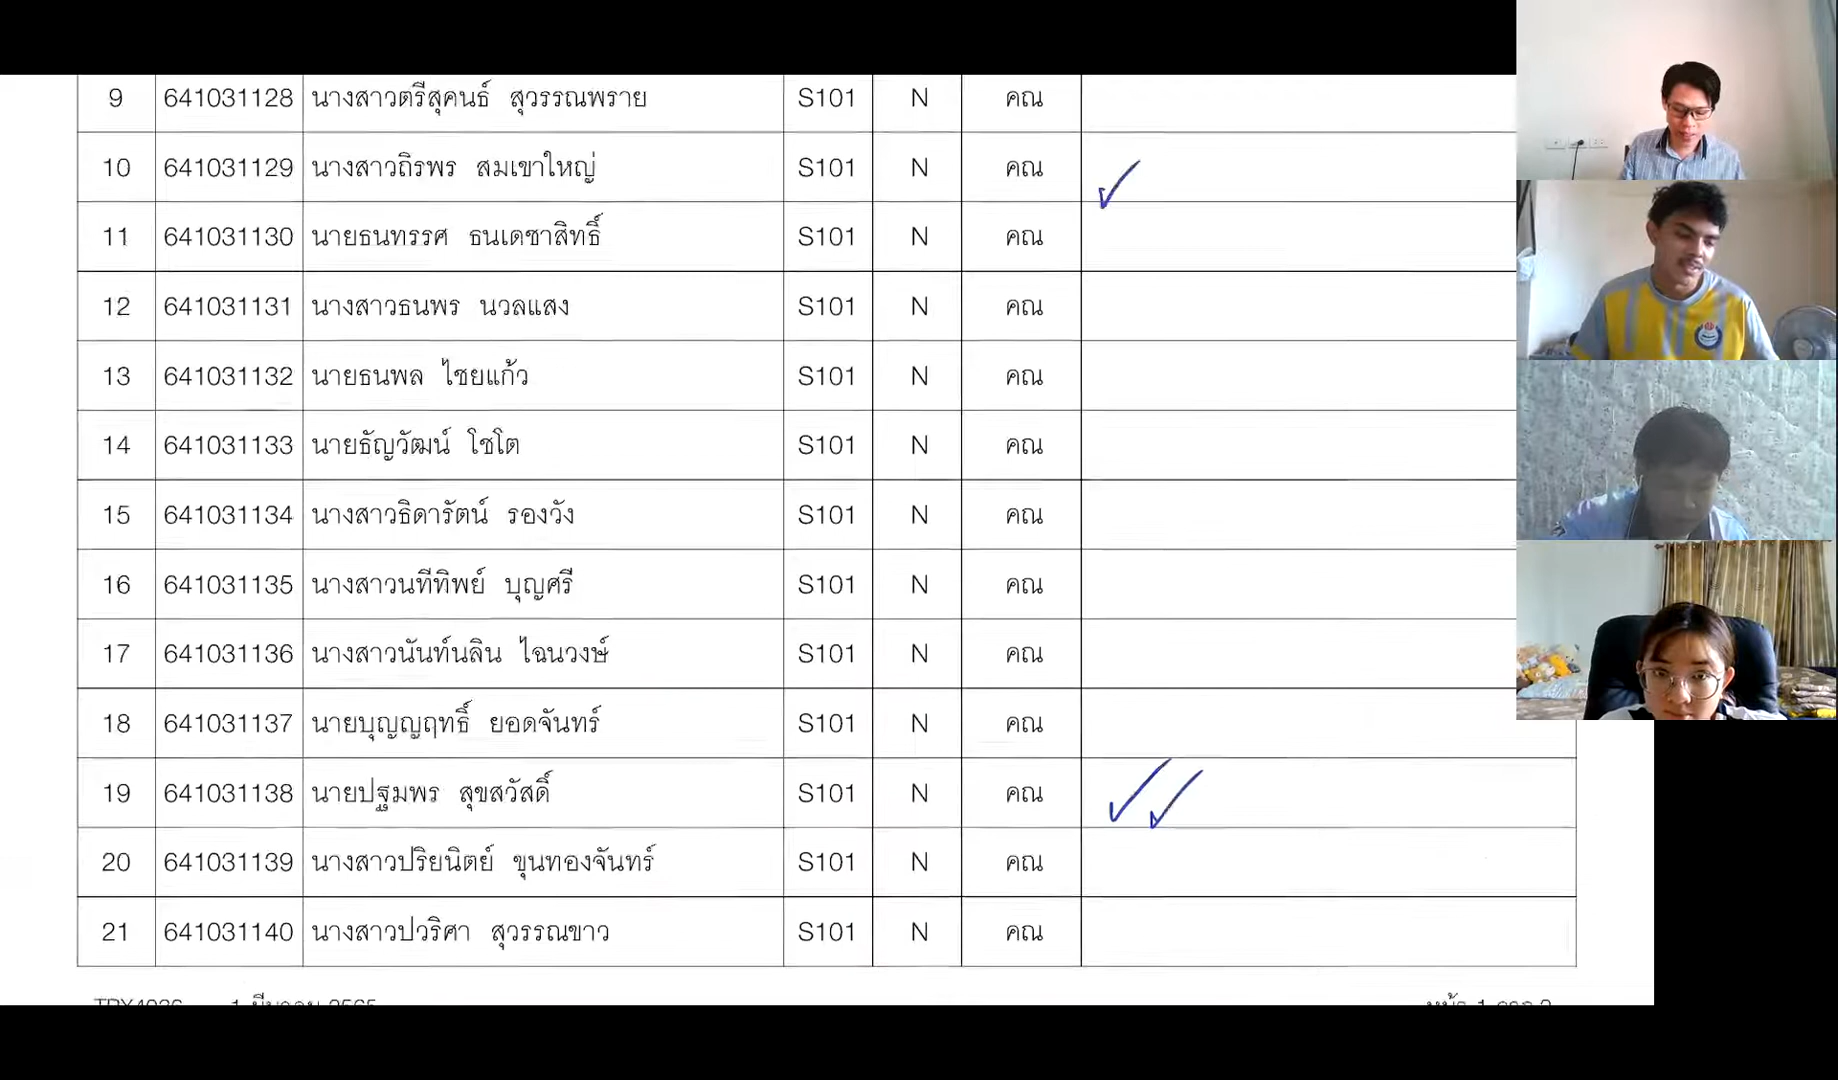 9 641031128 นางสาวตรีสุคนธ์ สุวรรณพราย S101 N คณ
10 641031129 นางสาวถิรพร สมเขาใหญ่ S101 N คณ
11 641031130 นายธนทรรศ ธนเดชาสิทธิ์ S101 N คณ
12 641031131 นางสาวธนพร นวลแสง S101 N คณ
13 641031132 นายธนพล ไชยแก้ว S101 N คณ
14 641031133 นายธัญวัฒน์ โชโต S101 N คณ
15 641031134 นางสาวธิดารัตน์ รองวัง S101 N คณ
16 641031135 นางสาวนทีทิพย์ บุญศรี S101 N คณ
17 641031136 นางสาวนันท์นลิน ไฉนวงษ์ S101 N คณ
18 641031137 นายบุญญฤทธิ์ ยอดจันทร์ S101 N คณ
19 641031138 นายปฐมพร สุขสวัสดิ์ S101 N คณ
20 641031139 นางสาวปริยนิตย์ ขุนทองจันทร์ S101 N คณ
21 641031140 นางสาวปวริศา สุวรรณขาว S101 N คณ
1 มีนาคม 2565